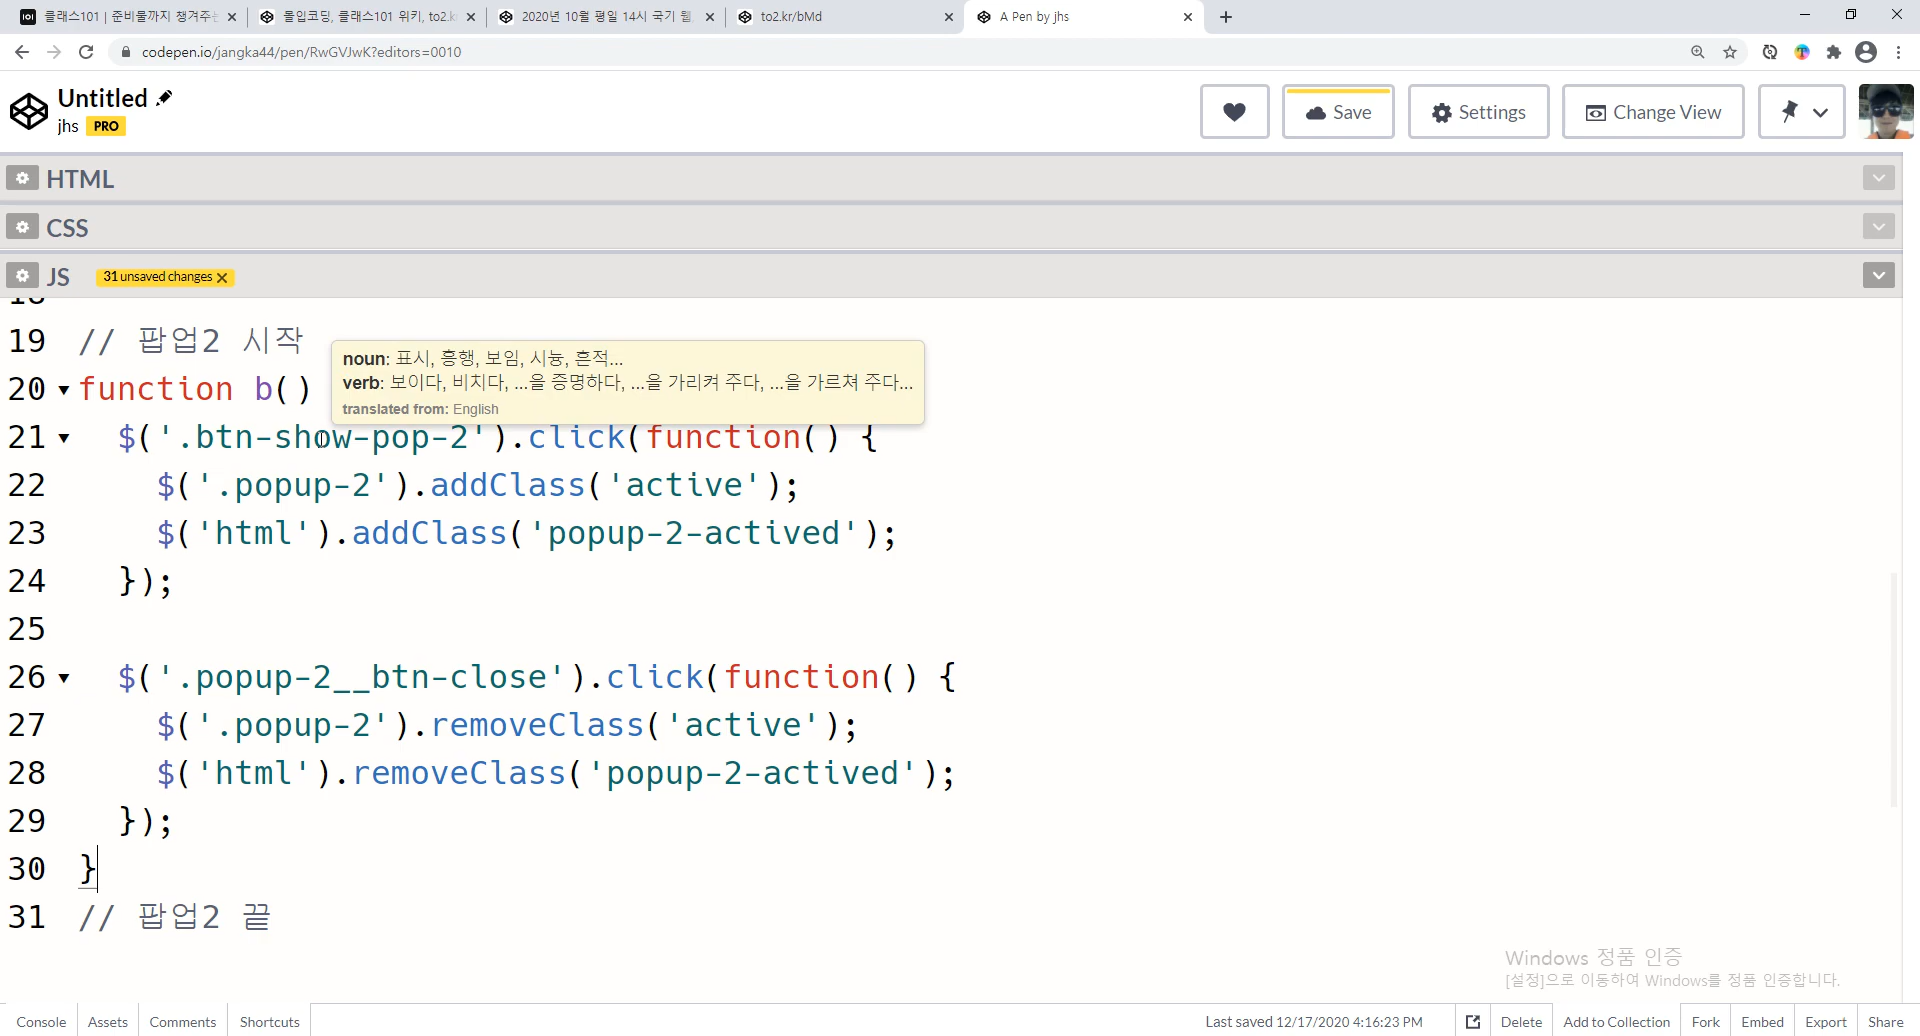 클래스101 | 준비물까지 챙겨주는
몰입코딩, 클래스101 위키, to2.kr
2020년 10월 평일 14시 국기 웹,
to2.kr/bMd
A Pen by jhs
codepen.io/jangka44/pen/RwGVJwK?editors=0010
Untitled
jhs PRO
Save
Settings
Change View
HTML
CSS
JS 31 unsaved changes
19 // 팝업2 시작
noun: 표시, 흥행, 보임, 시늉, 흔적...
verb: 보이다, 비치다, ...을 증명하다, ...을 가리켜 주다, ...을 가르쳐 주다...
translated from: English
20 function b()
21 $('.btn-show-pop-2').click(function() {
22 $('.popup-2').addClass('active');
23 $('html').addClass('popup-2-actived');
24 });
25
26 $('.popup-2__btn-close').click(function() {
27 $('.popup-2').removeClass('active');
28 $('html').removeClass('popup-2-actived');
29 });
30 }
31 // 팝업2 끝
Windows 정품 인증
[설정]으로 이동하여 Windows를 정품 인증합니다.
Console Assets Comments Shortcuts Last saved 12/17/2020 4:16:23 PM Delete Add to Collection Fork Embed Export Share